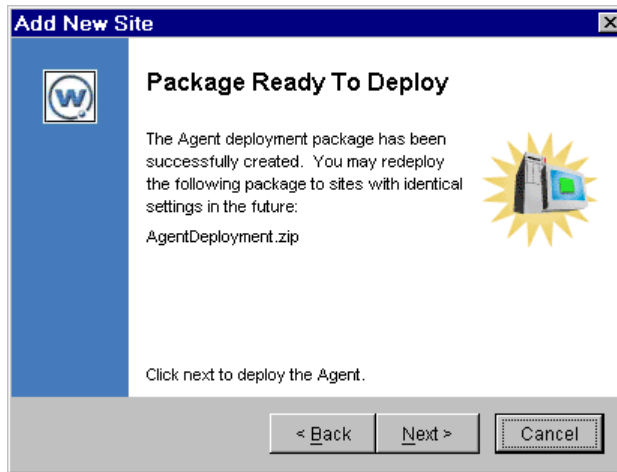 Add New Site
W
Package Ready To Deploy
The Agent deployment package has been
successfully created.  You may redeploy
the following package to sites with identical
settings in the future:
AgentDeployment.zip
Click next to deploy the Agent.
< Back
Next >
Cancel